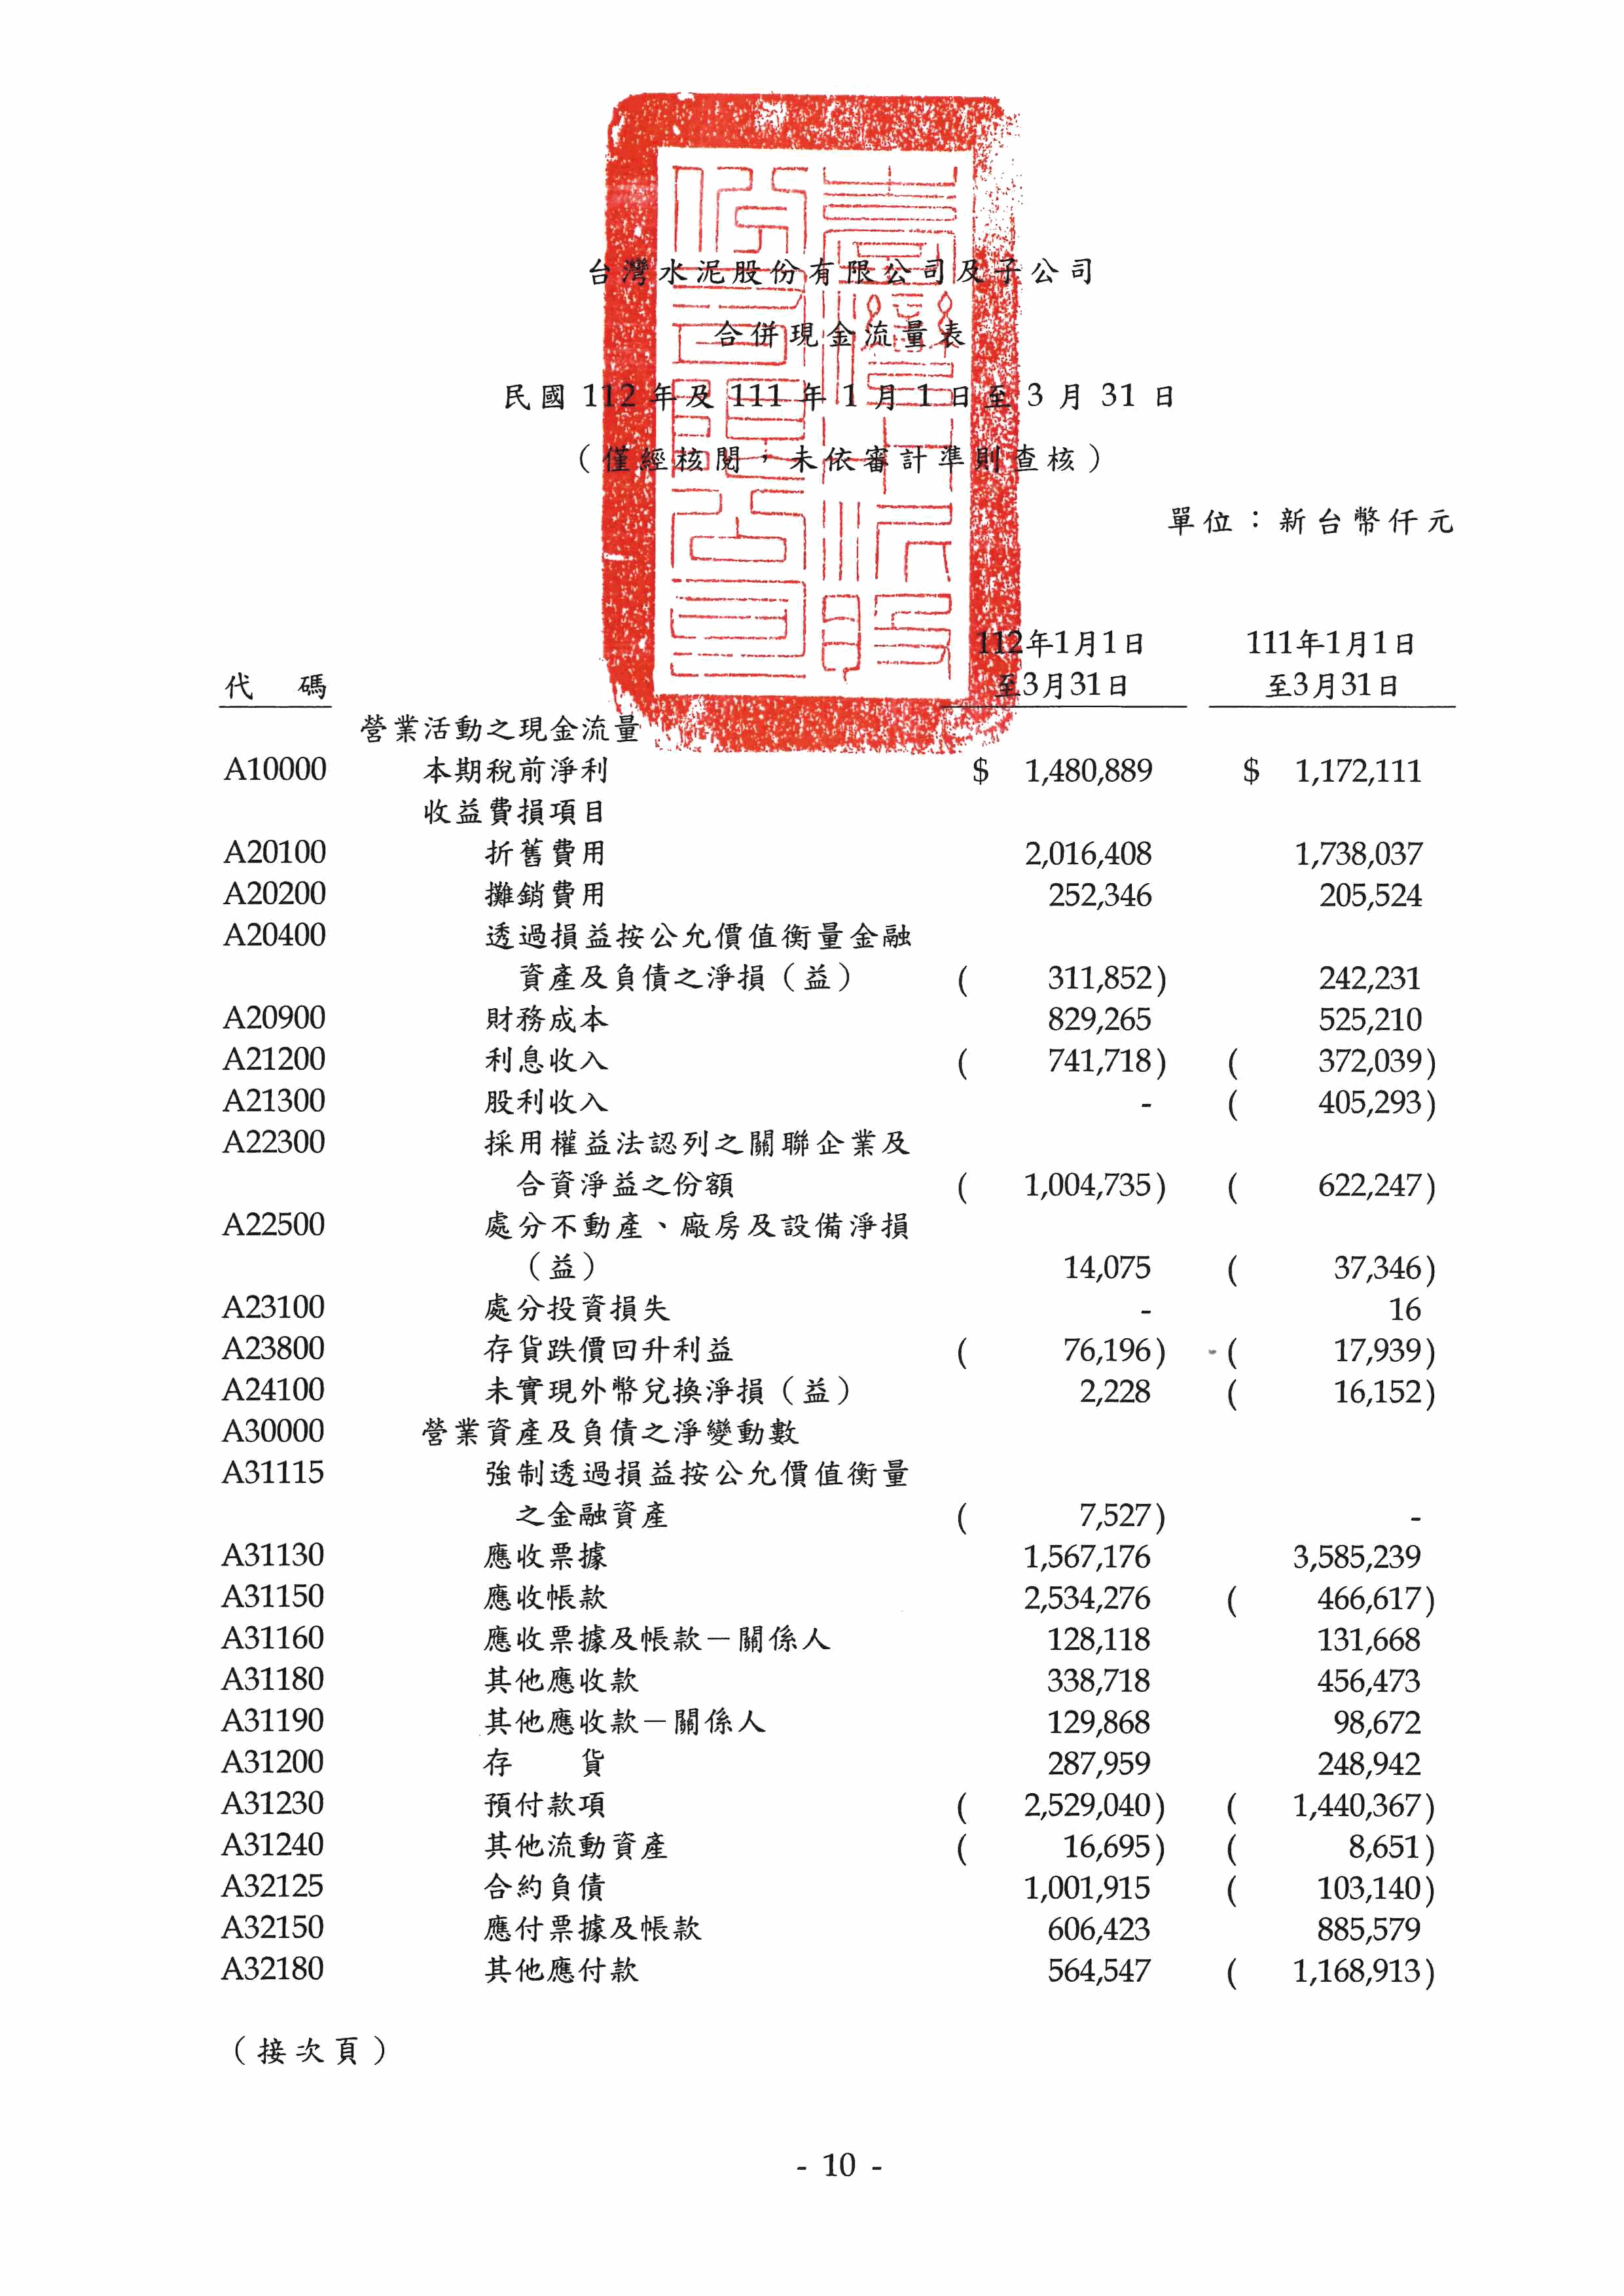 台灣水泥股份有限公司及子公司
合併現金流量表
民國 112 年及 111 年 1 月 1 日至 3 月 31 日
（僅經核閱，未依審計準則查核）
單位：新台幣仟元
112年1月1日 111年1月1日
代 碼 至3月31日 至3月31日
營業活動之現金流量
A10000 本期稅前淨利 $ 1,480,889 $ 1,172,111
收益費損項目
A20100 折舊費用 2,016,408 1,738,037
A20200 攤銷費用 252,346 205,524
A20400 透過損益按公允價值衡量金融
資產及負債之淨損（益） ( 311,852) 242,231
A20900 財務成本 829,265 525,210
A21200 利息收入 ( 741,718) ( 372,039)
A21300 股利收入 - ( 405,293)
A22300 採用權益法認列之關聯企業及
合資淨益之份額 ( 1,004,735) ( 622,247)
A22500 處分不動產、廠房及設備淨損
（益） 14,075 ( 37,346)
A23100 處分投資損失 - 16
A23800 存貨跌價回升利益 ( 76,196) ( 17,939)
A24100 未實現外幣兌換淨損（益） 2,228 ( 16,152)
A30000 營業資產及負債之淨變動數
A31115 強制透過損益按公允價值衡量
之金融資產 ( 7,527) -
A31130 應收票據 1,567,176 3,585,239
A31150 應收帳款 2,534,276 ( 466,617)
A31160 應收票據及帳款－關係人 128,118 131,668
A31180 其他應收款 338,718 456,473
A31190 其他應收款－關係人 129,868 98,672
A31200 存 貨 287,959 248,942
A31230 預付款項 ( 2,529,040) ( 1,440,367)
A31240 其他流動資產 ( 16,695) ( 8,651)
A32125 合約負債 1,001,915 ( 103,140)
A32150 應付票據及帳款 606,423 885,579
A32180 其他應付款 564,547 ( 1,168,913)
（接次頁）
- 10 -